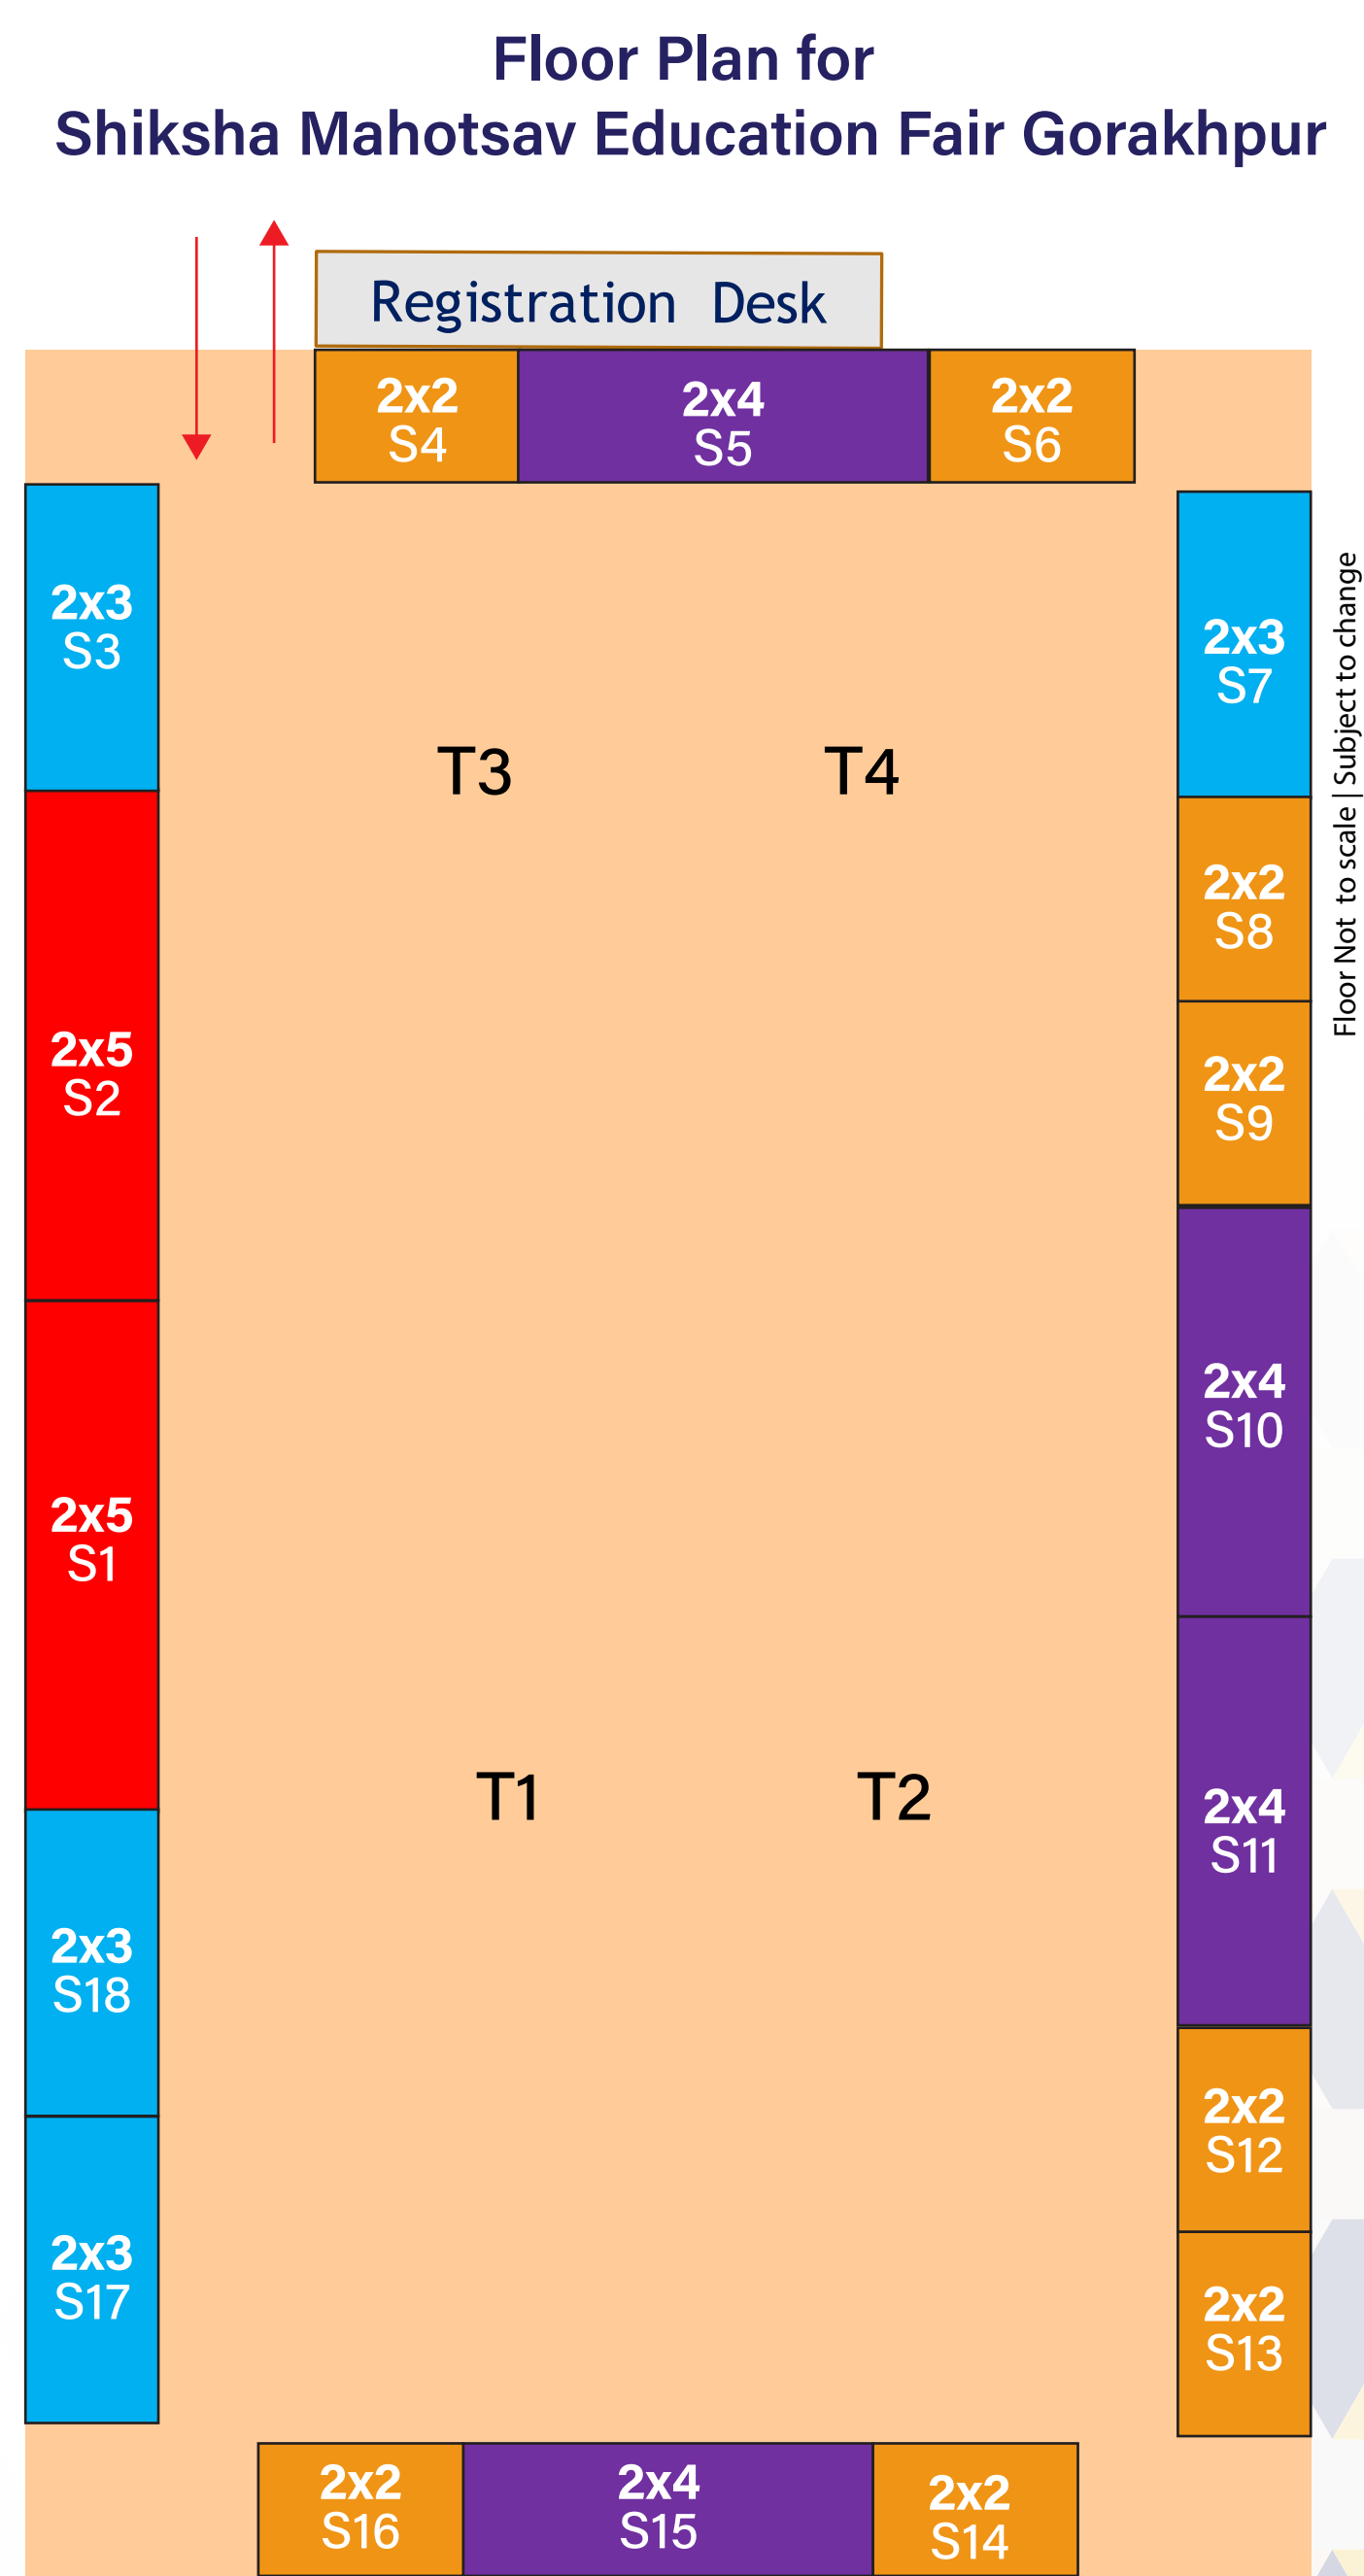 Floor Plan for
Shiksha Mahotsav Education Fair Gorakhpur
Registration Desk
2x2
S4
2x4
S5
2x2
S6
2x3
S3
2x3
S7
Floor Not to scale | Subject to change
T3
T4
2x2
S8
2x5
S2
2x2
S9
2x4
S10
2x5
S1
T1
T2
2x4
S11
2x3
S18
2x2
S12
2x3
S17
2x2
S13
2x2
S16
2x4
S15
2x2
S14